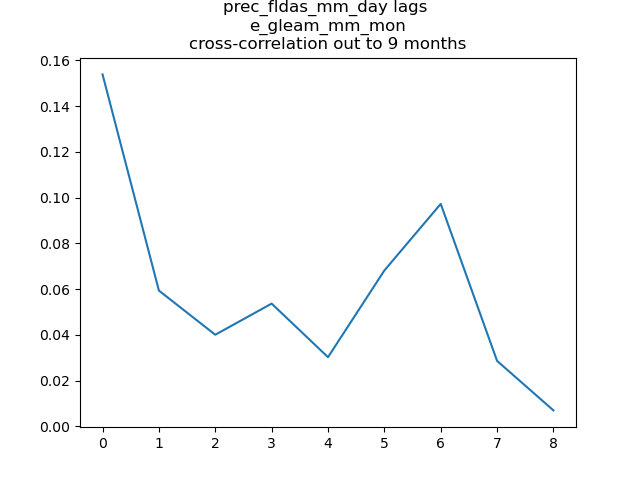 prec_fldas_mm_day lags
e_gleam_mm_mon
cross-correlation out to 9 months
0.16
0.14
0.12
0.10
0.08
0.06
0.04
0.02
0.00
0 1 2 3 4 5 6 7 8